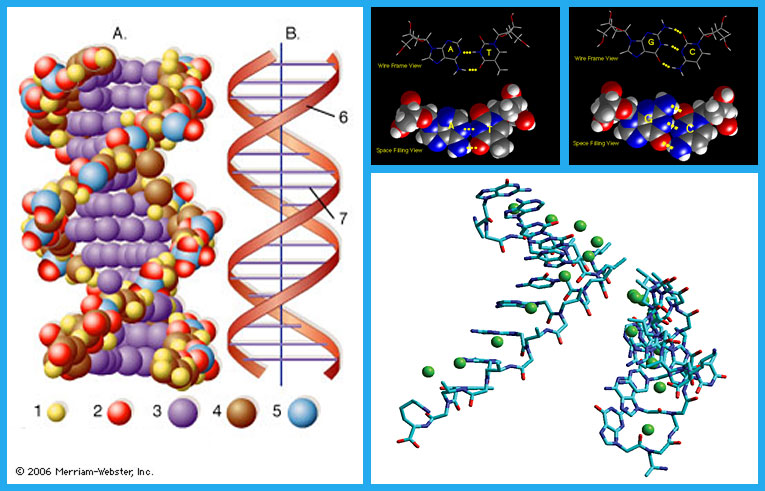 A.
B.
6
7
1
2
3
4
5
© 2006 Merriam-Webster, Inc.
A
T
Wire Frame View
A
T
Space Filling View
G
C
Wire Frame View
G
C
Space Filling View